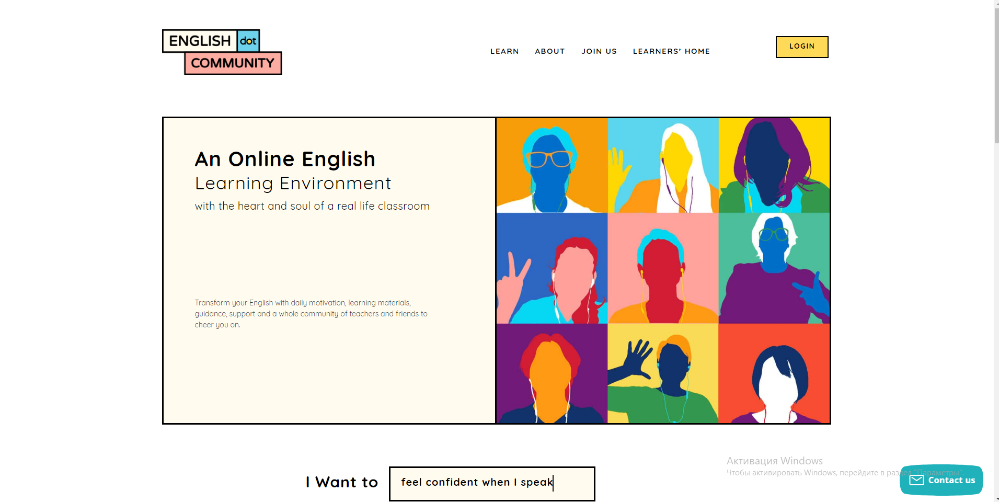 ENGLISH dot
COMMUNITY
LEARN ABOUT JOIN US LEARNERS’ HOME
LOGIN
An Online English
Learning Environment
with the heart and soul of a real life classroom
Transform your English with daily motivation, learning materials,
guidance, support and a whole community of teachers and friends to
cheer you on.
I Want to
feel confident when I speak
Активация Windows
Чтобы активировать Windows, перейдите в раздел "Параметры".
Contact us